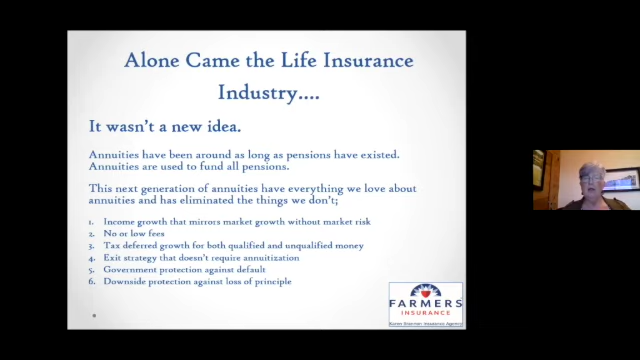 Alone Came the Life Insurance
Industry....
It wasn't a new idea.
Annuities have been around as long as pensions have existed.
Annuities are used to fund all pensions.
This next generation of annuities have everything we love about
annuities and has eliminated the things we don't;
1. Income growth that mirrors market growth without market risk
2. No or low fees
3. Tax deferred growth for both qualified and unqualified money
4. Exit strategy that doesn't require annuitization
5. Government protection against default
6. Downside protection against loss of principle
FARMERS
INSURANCE
Insurance Agency